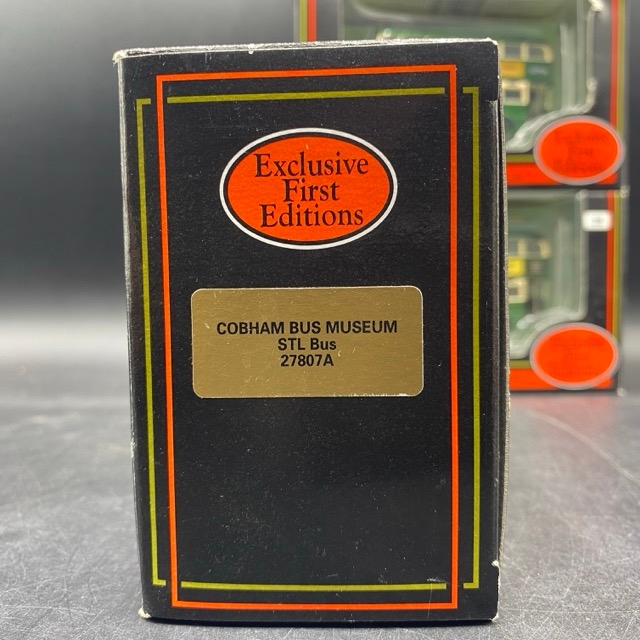 Exclusive
First
Editions
COBHAM BUS MUSEUM
STL Bus
27807A